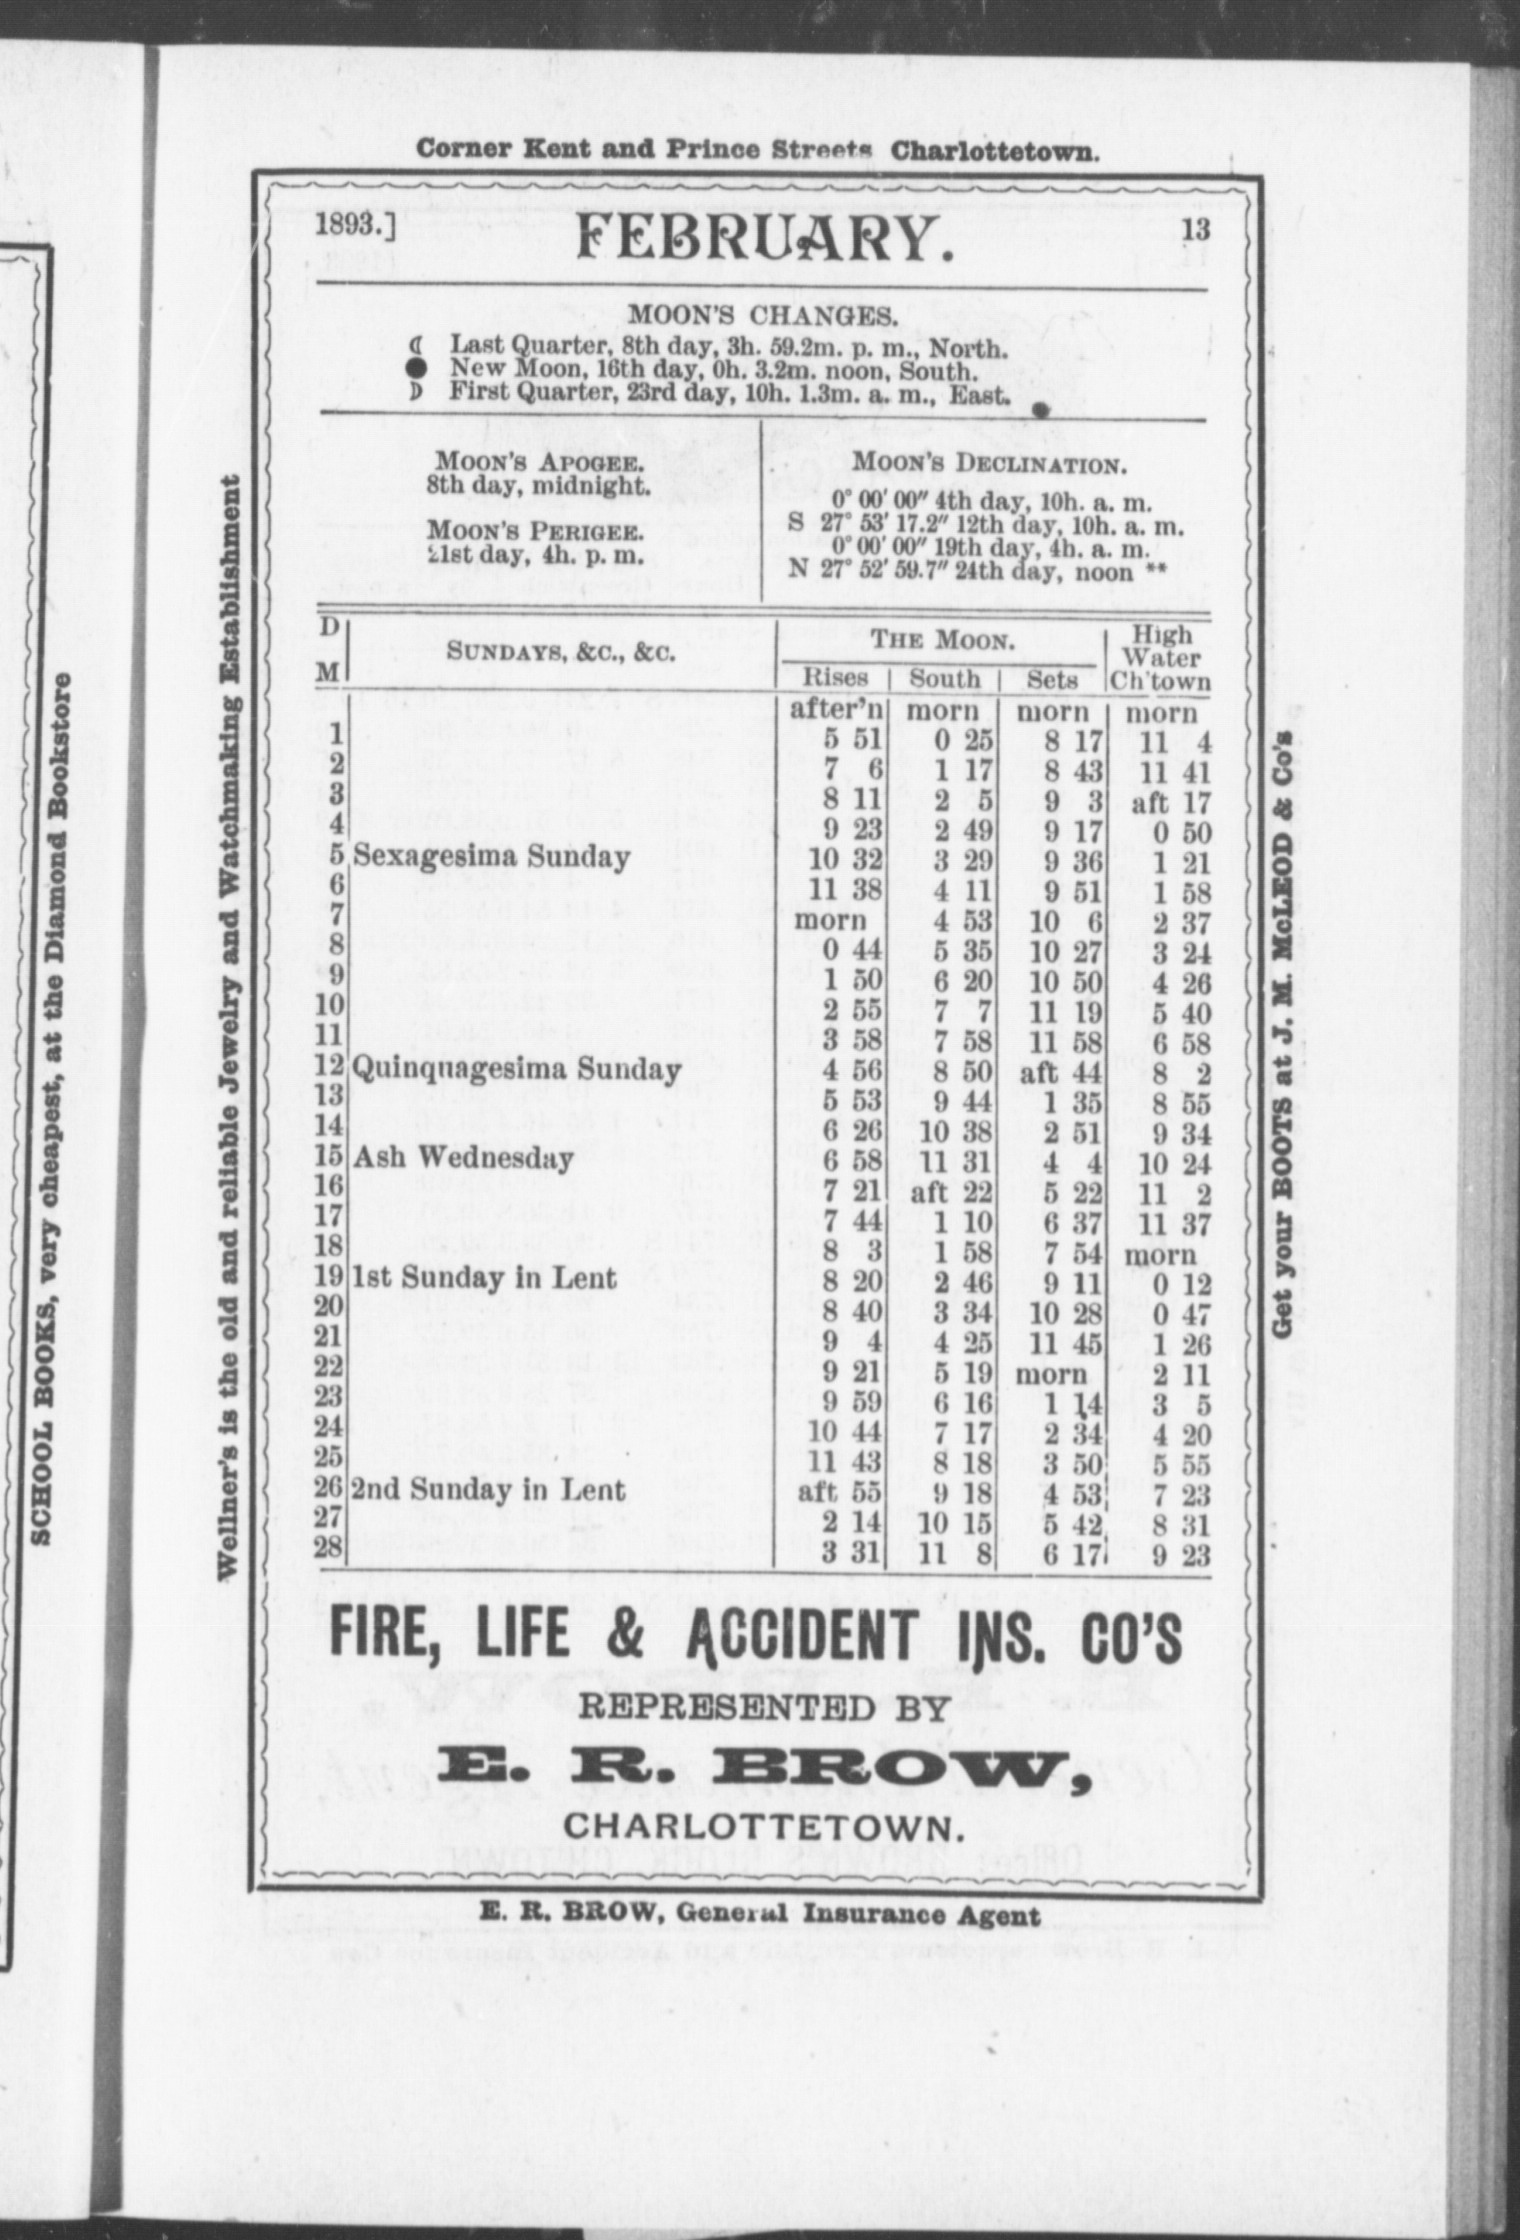 Corner Kent and Prince Streets Charlottetown.
1893.] FEBRUARY. 13
MOON'S CHANGES.
☾ Last Quarter, 8th day, 3h. 59.2m. p. m., North.
● New Moon, 16th day, 0h. 3.2m. noon, South.
☽ First Quarter, 23rd day, 10h. 1.3m. a. m., East.
MOON'S APOGEE.
8th day, midnight.
MOON'S PERIGEE.
21st day, 4h. p. m.
MOON'S DECLINATION.
0° 00′ 00″ 4th day, 10h. a. m.
S 27° 53′ 17.2″ 12th day, 10h. a. m.
0° 00′ 00″ 19th day, 4h. a. m.
N 27° 52′ 59.7″ 24th day, noon **
D M | SUNDAYS, &C., &C. | THE MOON. | High Water Ch'town
Rises | South | Sets
after'n | morn | morn | morn
1 | 5 51 | 0 25 | 8 17 | 11 4
2 | 7 6 | 1 17 | 8 43 | 11 41
3 | 8 11 | 2 5 | 9 3 | aft 17
4 | 9 23 | 2 49 | 9 17 | 0 50
5 Sexagesima Sunday | 10 32 | 3 29 | 9 36 | 1 21
6 | 11 38 | 4 11 | 9 51 | 1 58
7 | morn | 4 53 | 10 6 | 2 37
8 | 0 44 | 5 35 | 10 27 | 3 24
9 | 1 50 | 6 20 | 10 50 | 4 26
10 | 2 55 | 7 7 | 11 19 | 5 40
11 | 3 58 | 7 58 | 11 58 | 6 58
12 Quinquagesima Sunday | 4 56 | 8 50 | aft 44 | 8 2
13 | 5 53 | 9 44 | 1 35 | 8 55
14 | 6 26 | 10 38 | 2 51 | 9 34
15 Ash Wednesday | 6 58 | 11 31 | 4 4 | 10 24
16 | 7 21 | aft 22 | 5 22 | 11 2
17 | 7 44 | 1 10 | 6 37 | 11 37
18 | 8 3 | 1 58 | 7 54 | morn
19 1st Sunday in Lent | 8 20 | 2 46 | 9 11 | 0 12
20 | 8 40 | 3 34 | 10 28 | 0 47
21 | 9 4 | 4 25 | 11 45 | 1 26
22 | 9 21 | 5 19 | morn | 2 11
23 | 9 59 | 6 16 | 1 14 | 3 5
24 | 10 44 | 7 17 | 2 34 | 4 20
25 | 11 43 | 8 18 | 3 50 | 5 55
26 2nd Sunday in Lent | aft 55 | 9 18 | 4 53 | 7 23
27 | 2 14 | 10 15 | 5 42 | 8 31
28 | 3 31 | 11 8 | 6 17 | 9 23
FIRE, LIFE & ACCIDENT INS. CO'S
REPRESENTED BY
E. R. BROW,
CHARLOTTETOWN.
E. R. BROW, General Insurance Agent
Wellner's is the old and reliable Jewelry and Watchmaking Establishment
Get your BOOTS at J. M. McLEOD & Co's
SCHOOL BOOKS, very cheapest, at the Diamond Bookstore